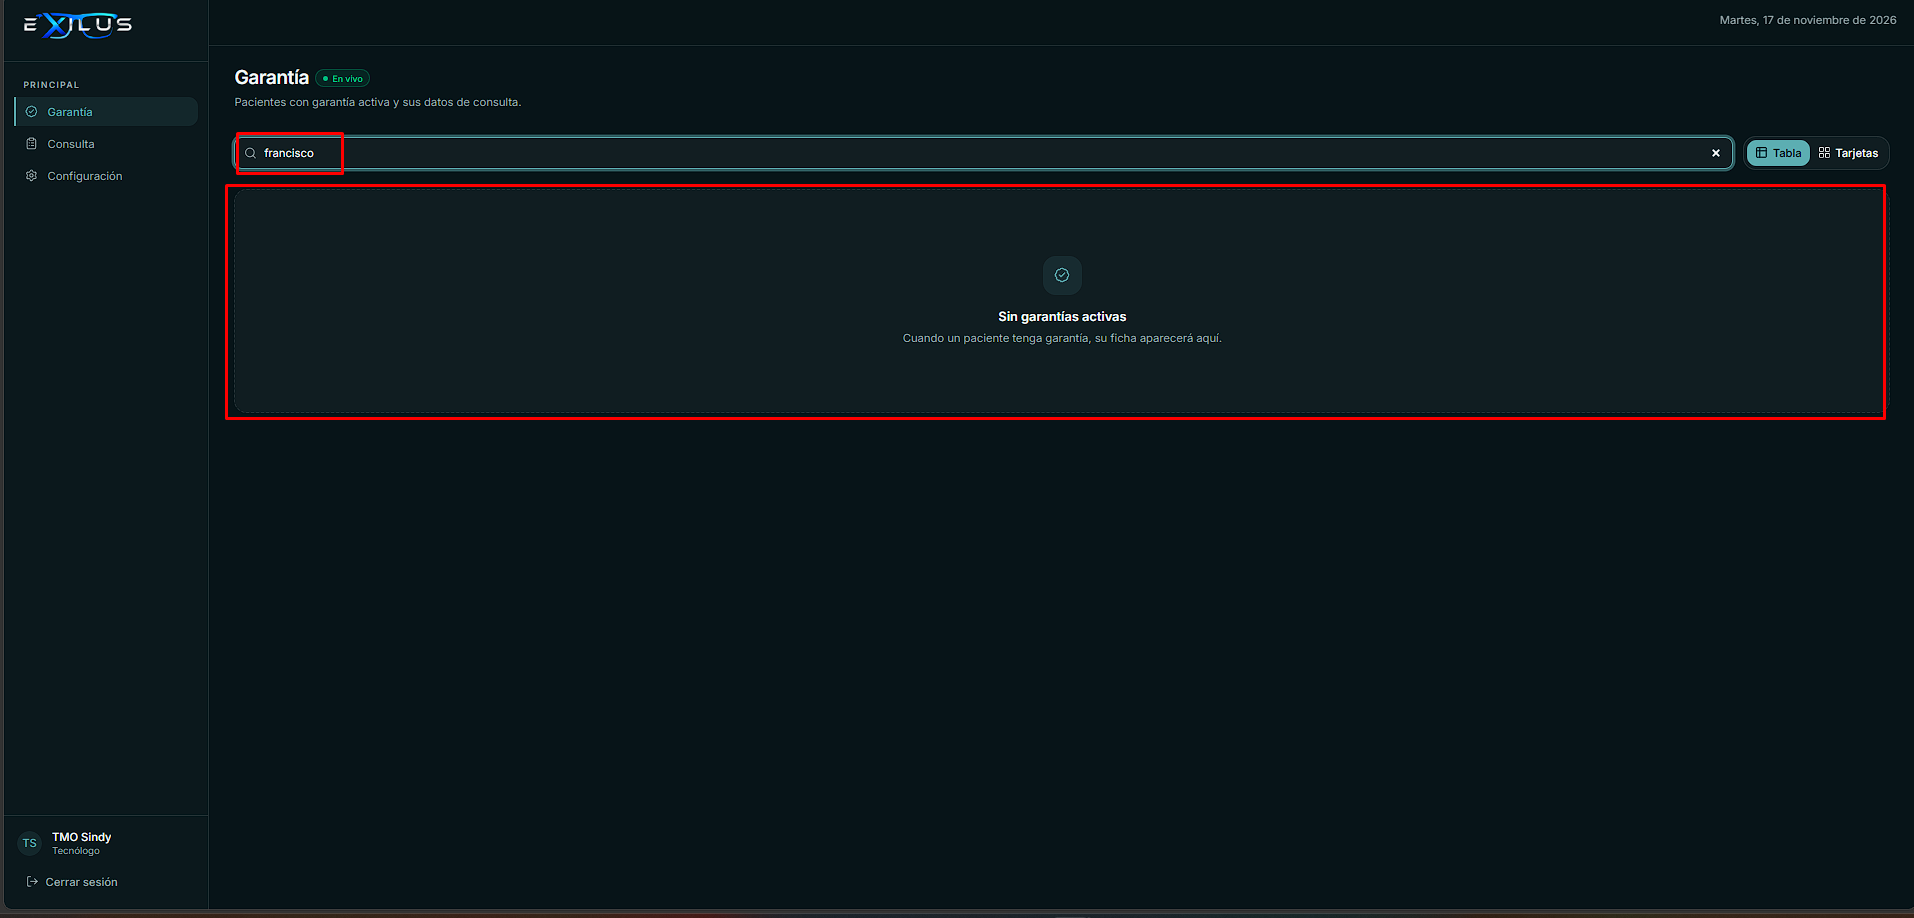 EXILUS
Martes, 17 de noviembre de 2026
PRINCIPAL
Garantía
Consulta
Configuración
Garantía
En vivo
Pacientes con garantía activa y sus datos de consulta.
francisco
Tabla
Tarjetas
Sin garantías activas
Cuando un paciente tenga garantía, su ficha aparecerá aquí.
TS
TMO Sindy
Tecnólogo
Cerrar sesión